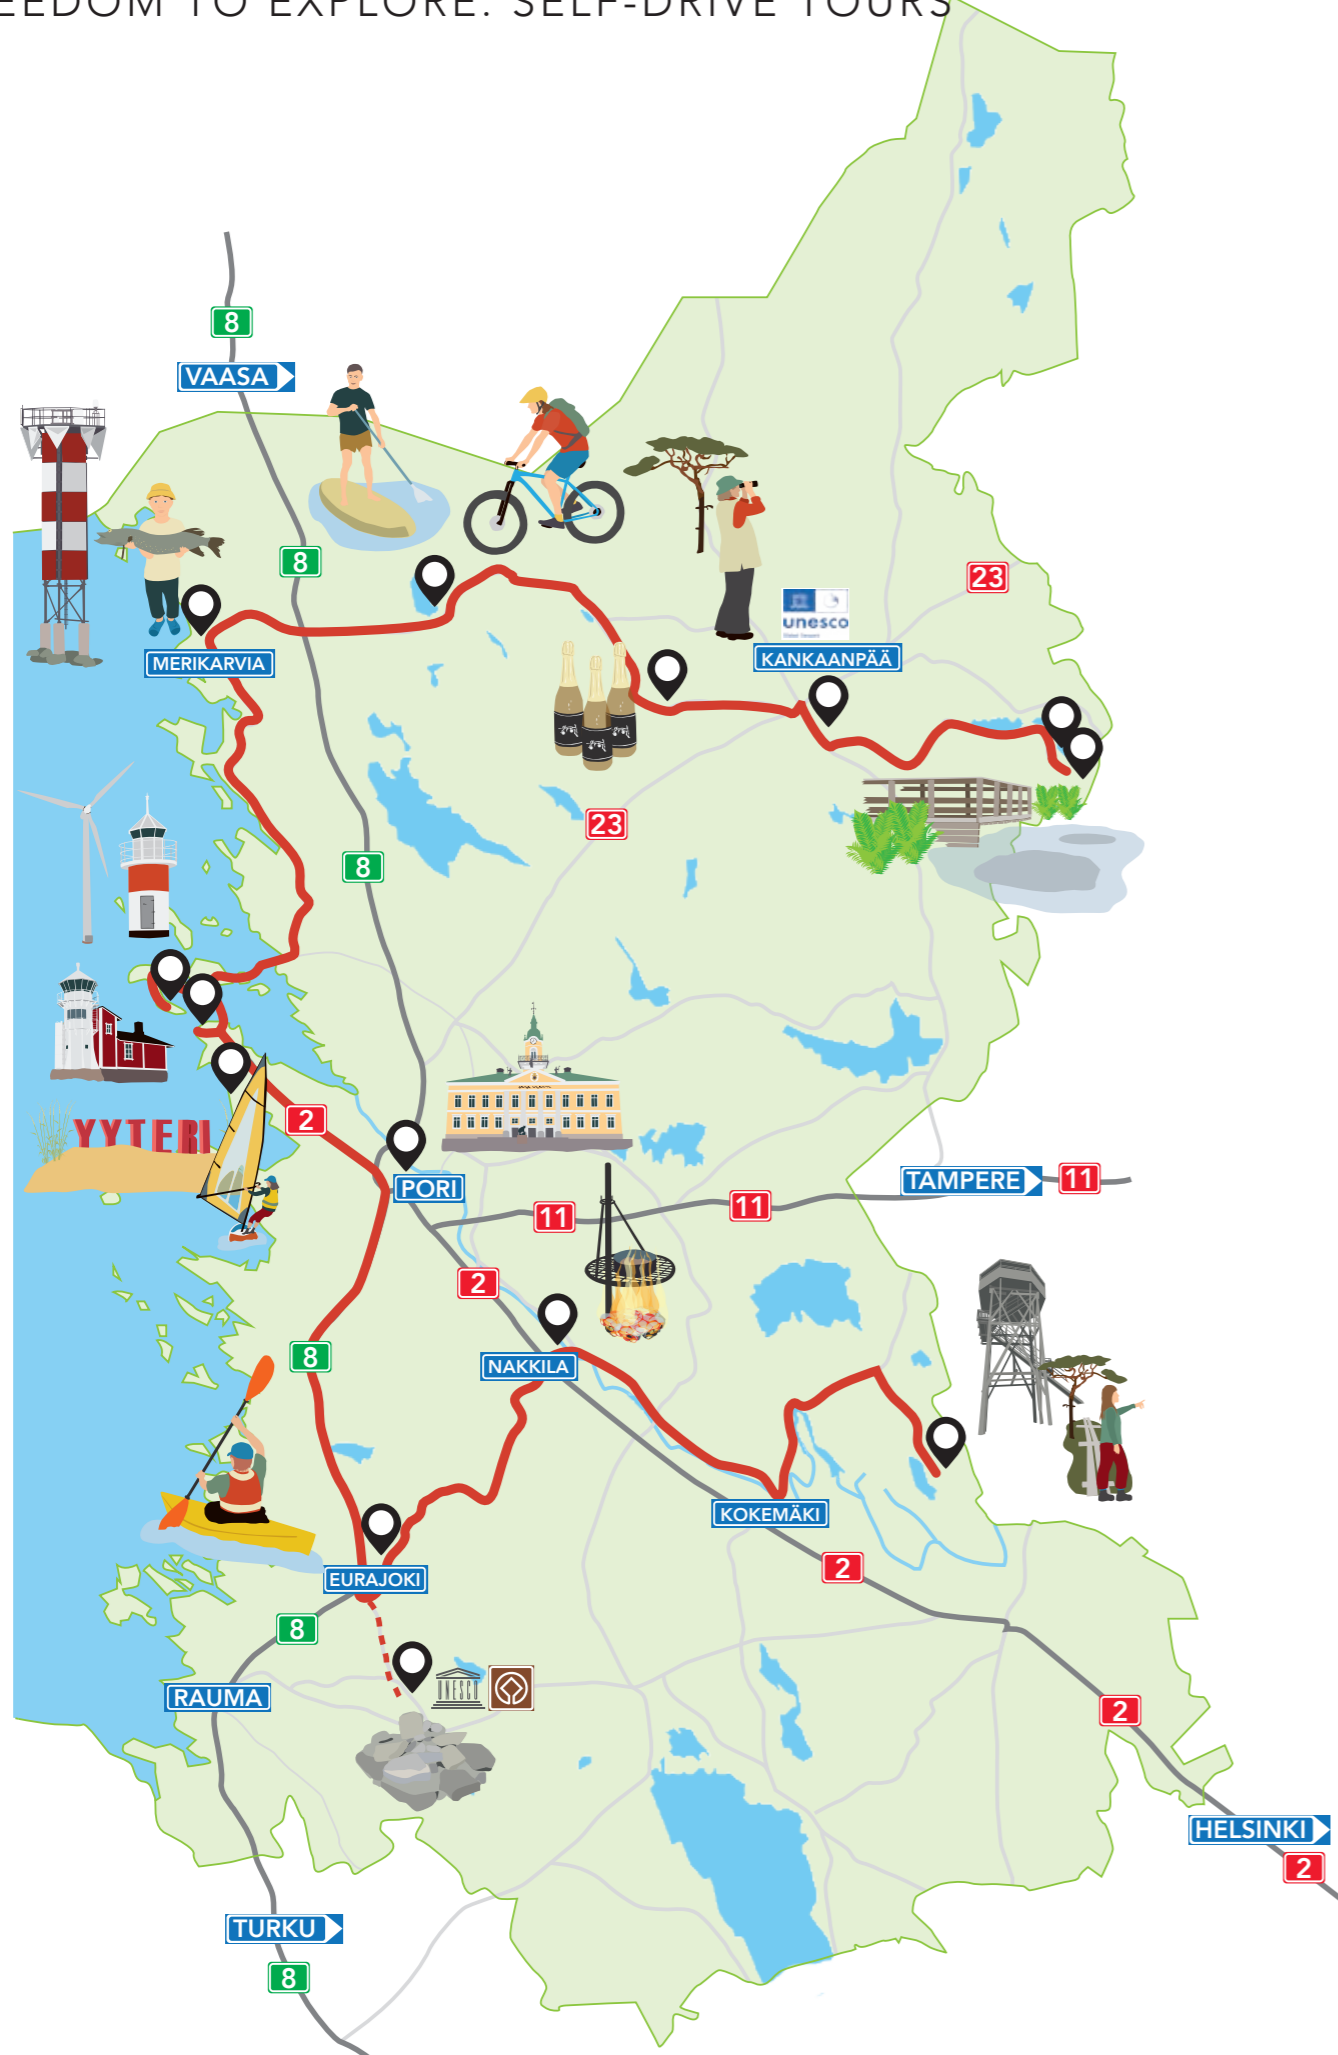 EEDOM TO EXPLORE: SELF-DRIVE TOURS
8
VAASA
8
23
unesco
MERIKARVIA
KANKAANPÄÄ
23
8
YYTERI
2
PORI
TAMPERE
11
11
11
2
8
NAKKILA
KOKEMÄKI
2
EURAJOKI
8
UNESCO
RAUMA
2
HELSINKI
2
TURKU
8